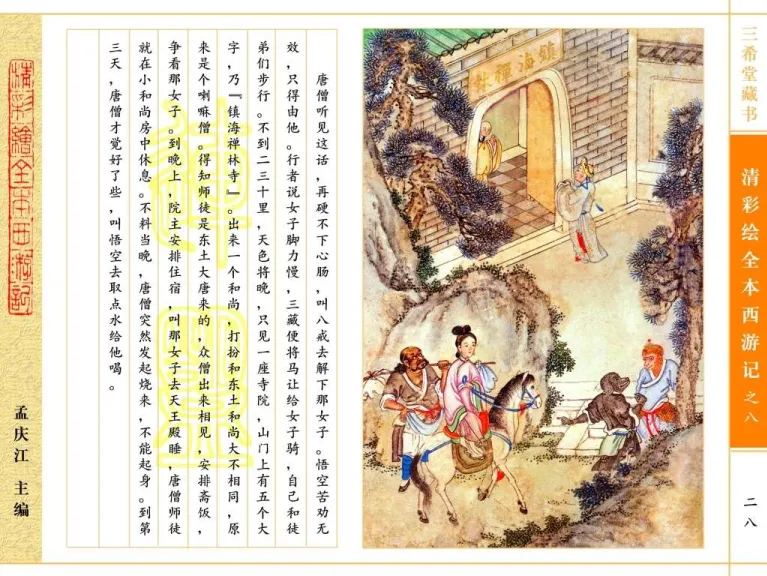 三希堂藏书
清彩绘全本西游记之八
二八
镇海禅林
唐僧听见这话，再硬不下心肠，叫八戒去解下那女子。悟空苦劝无
效，只得由他。行者说女子脚力慢，三藏便将马让给女子骑，自己和徒
弟们步行。不到二三十里，天色将晚，只见一座寺院，山门上有五个大
字，乃『镇海禅林寺』。出来一个和尚，打扮和东土和尚大不相同，原
来是个喇嘛僧。得知师徒是东土大唐来的，众僧出来相见，安排斋饭，
争看那女子。到晚上，院主安排住宿，叫那女子去天王殿睡，唐僧师徒
就在小和尚房中休息。不料当晚，唐僧突然发起烧来，不能起身。到第
三天，唐僧才觉好了些，叫悟空去取点水给他喝。
清彩繪全本西游記
孟庆江 主编